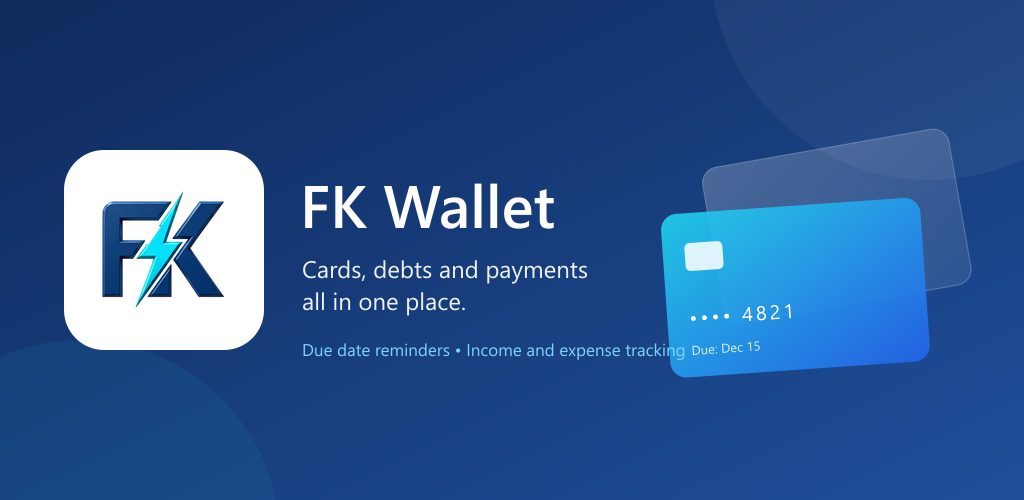 FK
FK Wallet
Cards, debts and payments
all in one place.
Due date reminders • Income and expense tracking
•••• 4821
Due: Dec 15